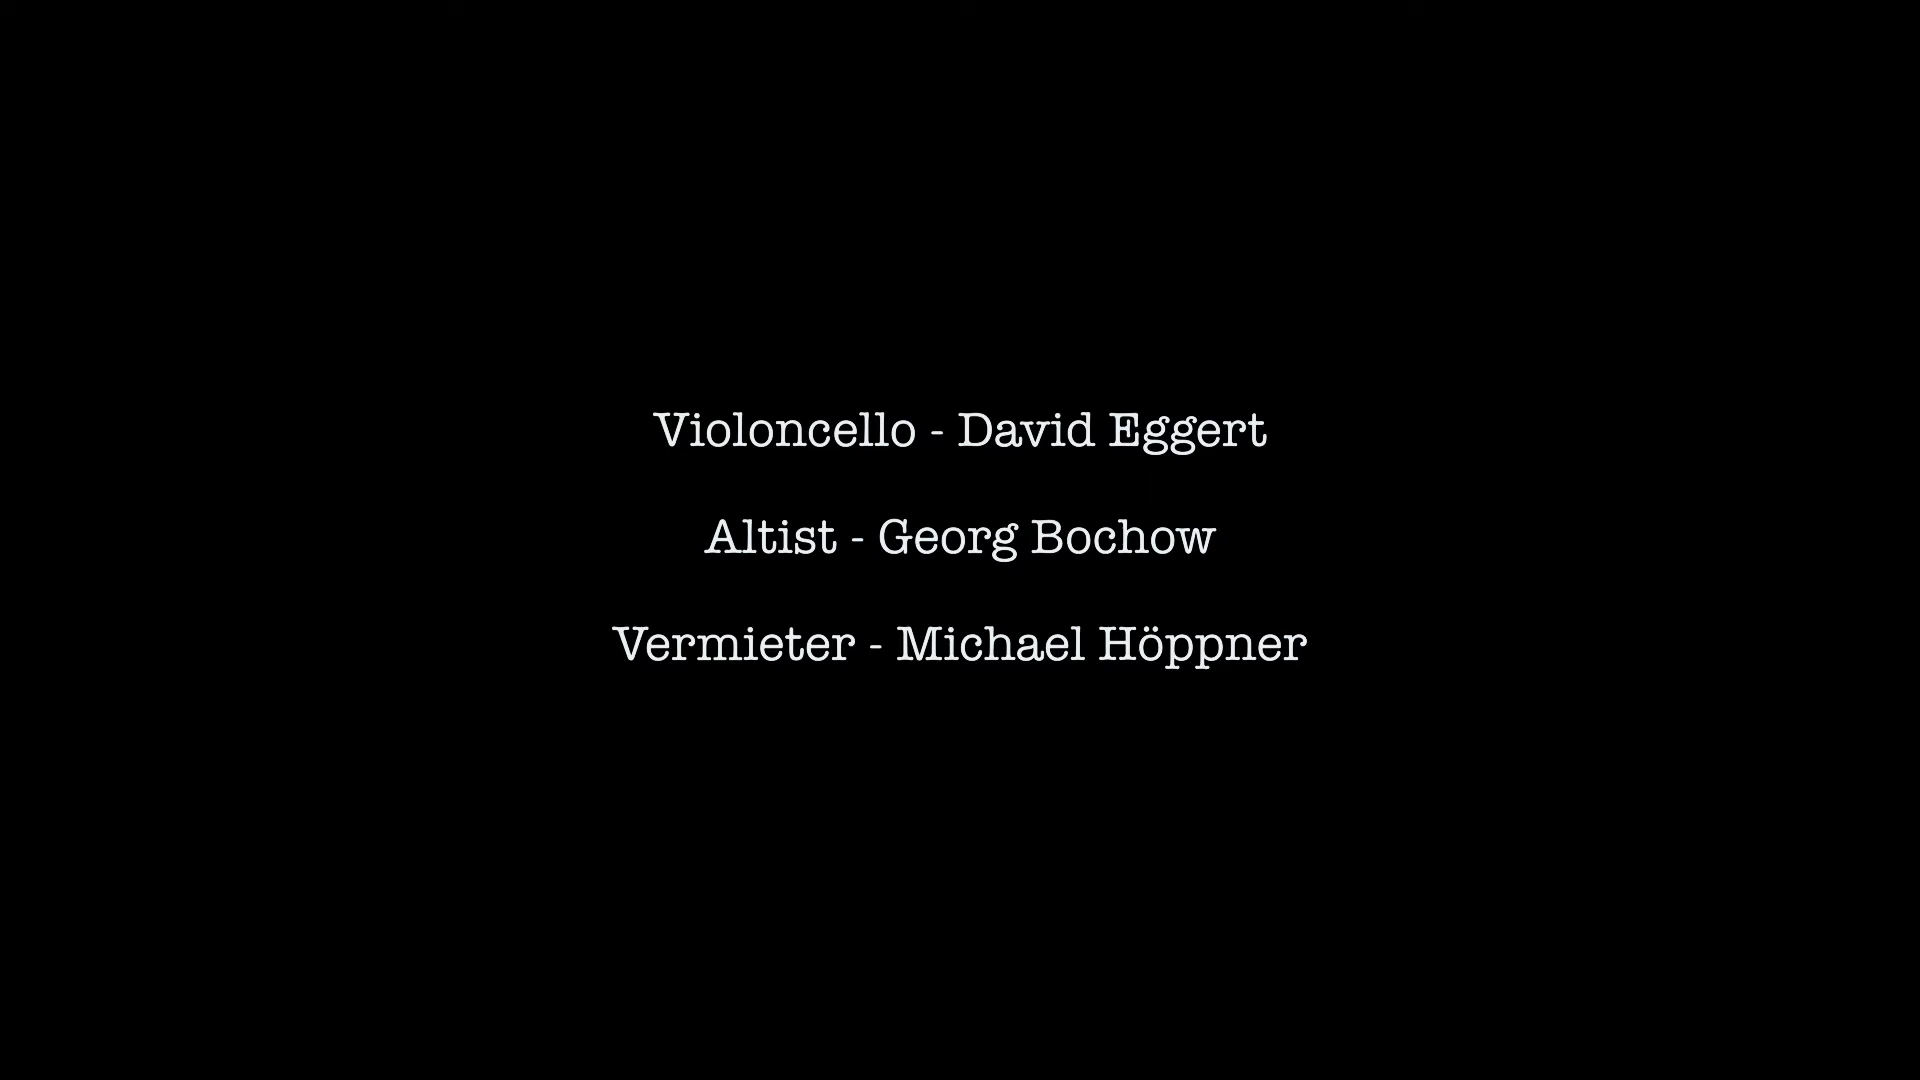 Violoncello - David Eggert
Altist - Georg Bochow
Vermieter - Michael Höppner